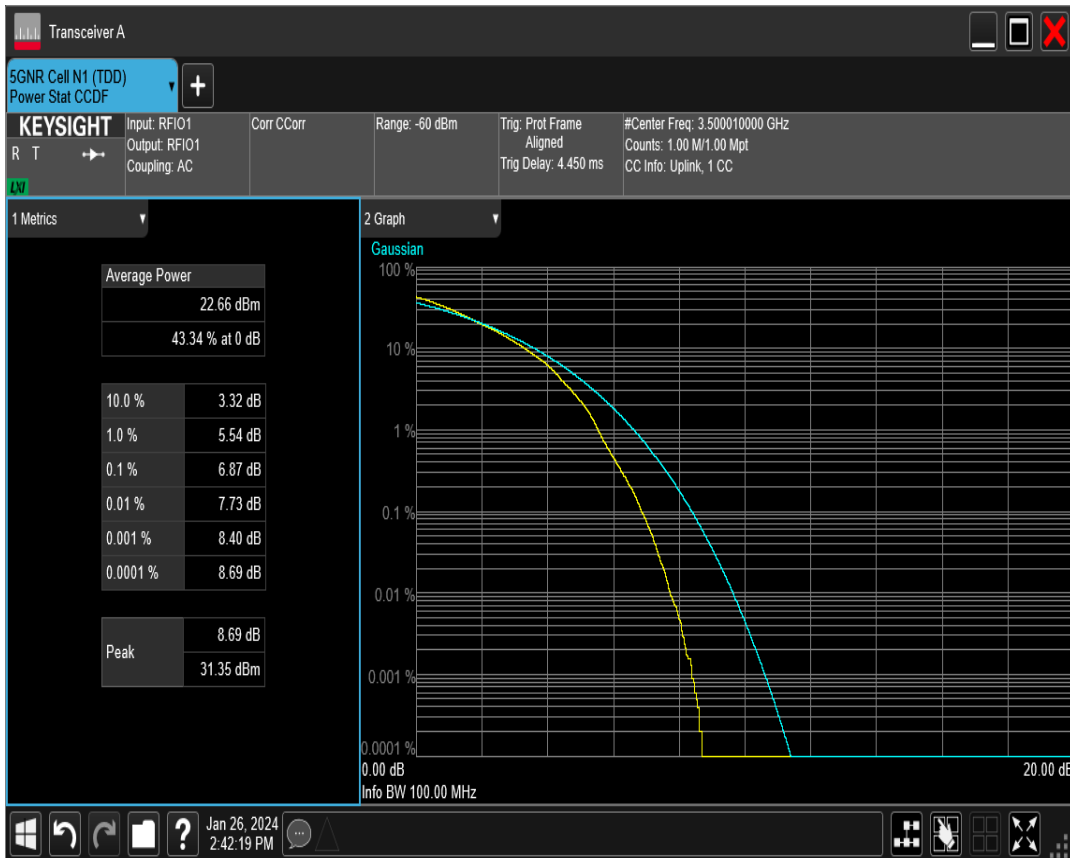 Transceiver A
5GNR Cell N1 (TDD)
Power Stat CCDF
+
KEYSIGHT
R T
LXI
Input: RFIO1
Output: RFIO1
Coupling: AC
Corr CCorr
Range: -60 dBm
Trig: Prot Frame
Aligned
Trig Delay: 4.450 ms
#Center Freq: 3.500010000 GHz
Counts: 1.00 M/1.00 Mpt
CC Info: Uplink, 1 CC
1 Metrics
Average Power
22.66 dBm
43.34 % at 0 dB
10.0 % 3.32 dB
1.0 % 5.54 dB
0.1 % 6.87 dB
0.01 % 7.73 dB
0.001 % 8.40 dB
0.0001 % 8.69 dB
Peak 8.69 dB
31.35 dBm
2 Graph
Gaussian
100 %
10 %
1 %
0.1 %
0.01 %
0.001 %
0.0001 %
0.00 dB 20.00 dB
Info BW 100.00 MHz
?
Jan 26, 2024
2:42:19 PM